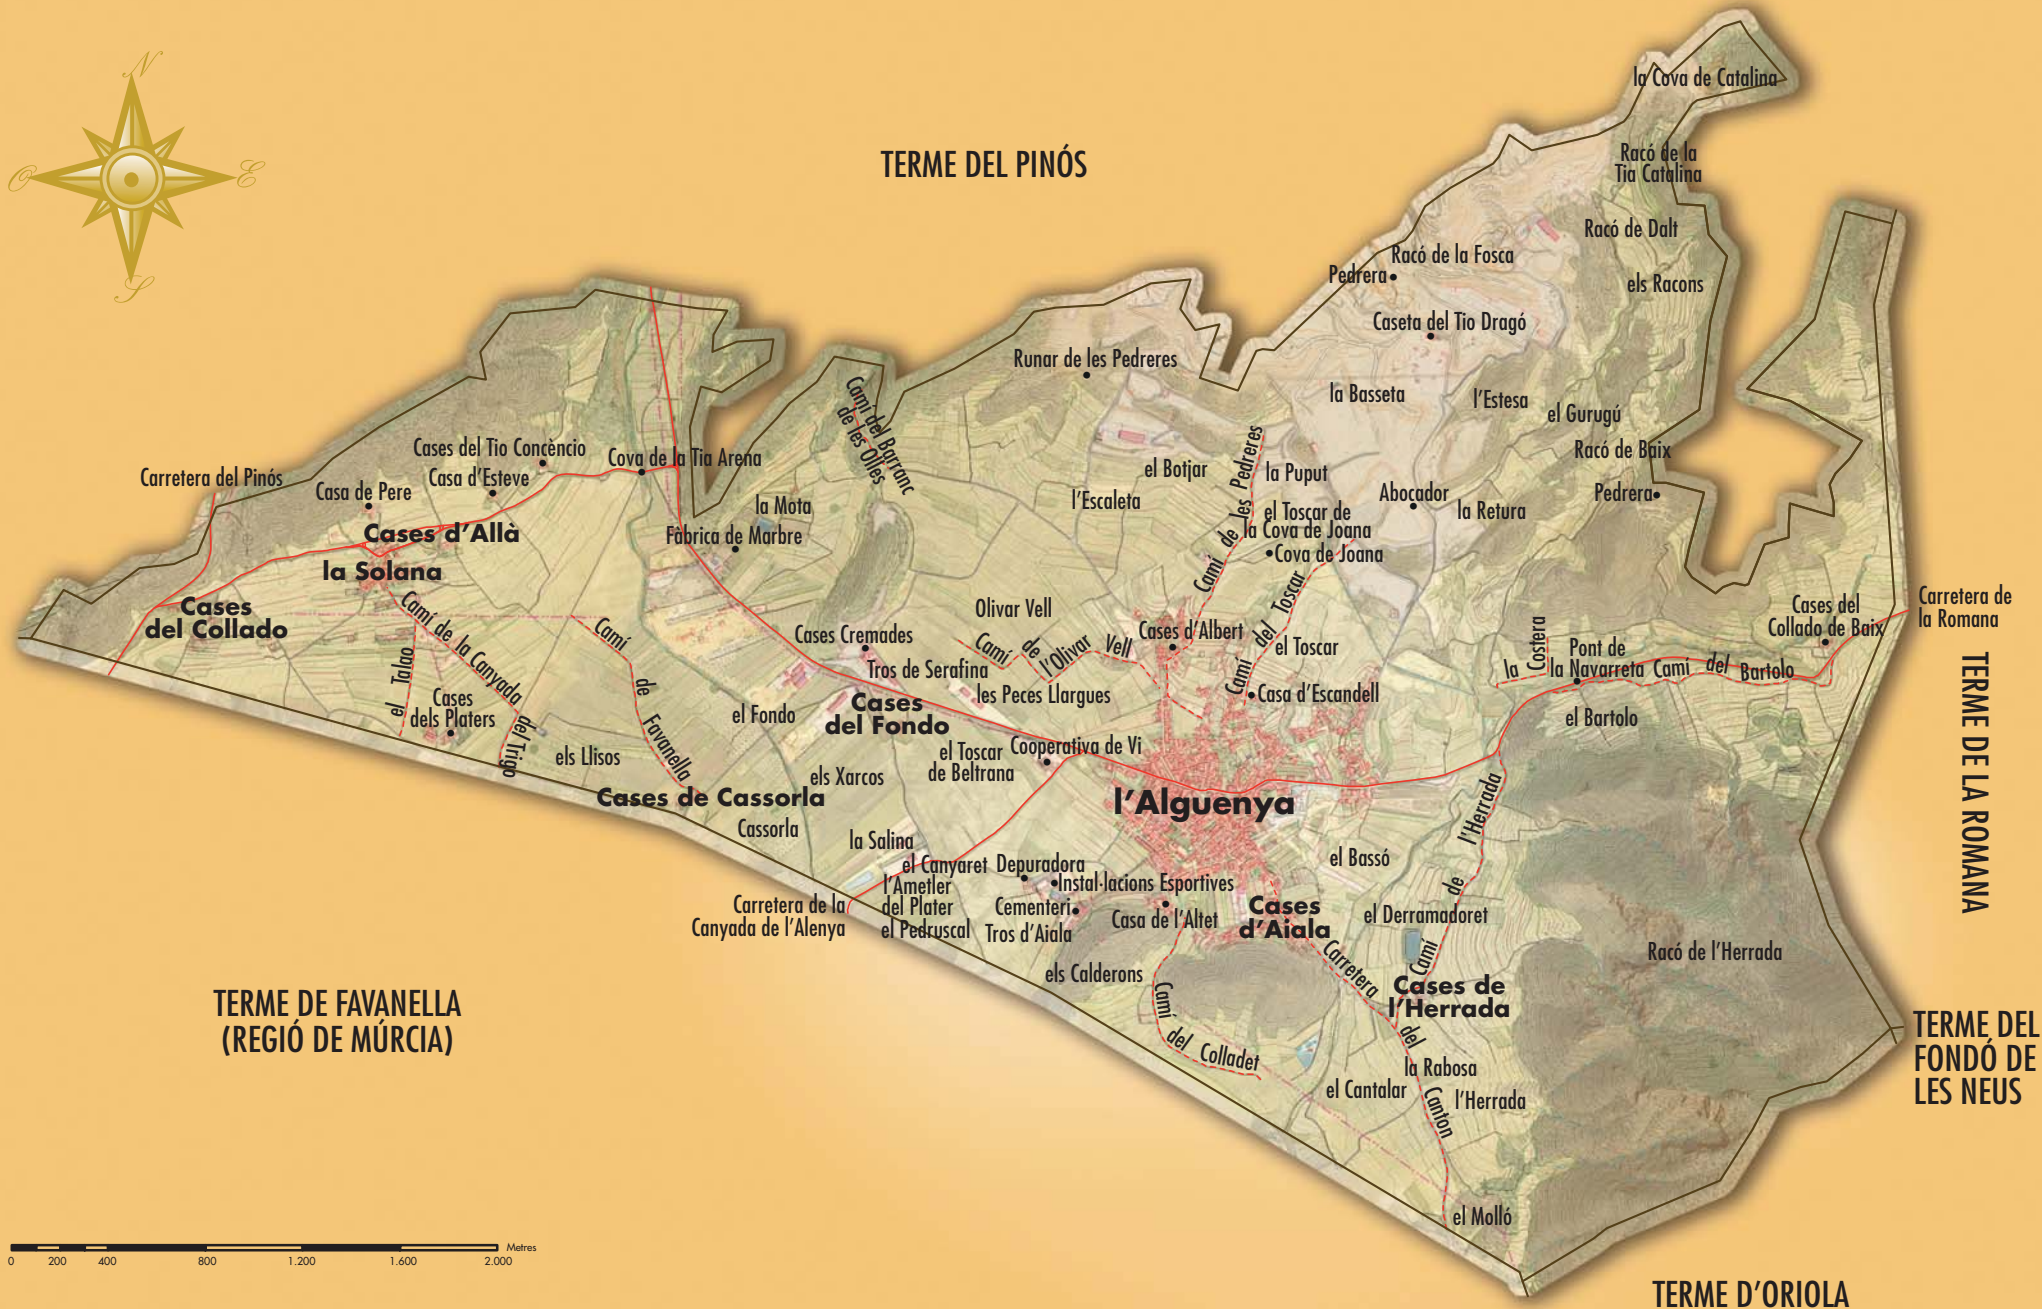 N
O
E
S
TERME DEL PINÓS
la Cova de Catalina
Racó de la
Tia Catalina
Racó de Dalt
Racó de la Fosca
Pedrera
els Racons
Caseta del Tio Dragó
Runar de les Pedreres
la Basseta
l'Estesa
el Gurugú
Camí del Barranc
de les Olles
Cases del Tio Concèncio
Cova de la Tia Arena
Carretera del Pinós
Casa d'Esteve
Casa de Pere
Racó de Baix
el Botjar
Camí de les Pedreres
la Puput
l'Escaleta
Abocador
Pedrera
la Mota
el Toscar de
la Cova de Joana
la Retura
Cases d'Allà
Fàbrica de Marbre
Cova de Joana
la Solana
Cases
del Collado
Camí de la Canyada del Trigo
Camí de Favanella
Olivar Vell
Camí de l'Olivar Vell
Camí del Toscar
Cases del
Collado de Baix
Carretera de
la Romana
Cases Cremades
Cases d'Albert
el Toscar
la Costera
Pont de
la Navarreta
Camí del Bartolo
el Talao
Tros de Serafina
les Peces Llargues
Casa d'Escandell
Cases
dels Platers
el Fondo
Cases
del Fondo
el Bartolo
TERME DE LA ROMANA
els Llisos
el Toscar
de Beltrana
Cooperativa de Vi
els Xarcos
Cases de Cassorla
l'Alguenya
Camí de l'Herrada
Cassorla
la Salina
el Canyaret
Depuradora
el Bassó
l'Ametler
del Plater
Instal·lacions Esportives
Carretera de la
Canyada de l'Alenya
Cementeri
Casa de l'Altet
Cases
d'Aiala
el Derramadoret
el Pedruscal
Tros d'Aiala
Racó de l'Herrada
els Calderons
Carretera del Canton
Cases de
l'Herrada
TERME DE FAVANELLA
(REGIÓ DE MÚRCIA)
Camí del Colladet
TERME DEL
FONDÓ DE
LES NEUS
la Rabosa
el Cantalar
l'Herrada
el Molló
Metres
0 200 400 800 1.200 1.600 2.000
TERME D'ORIOLA